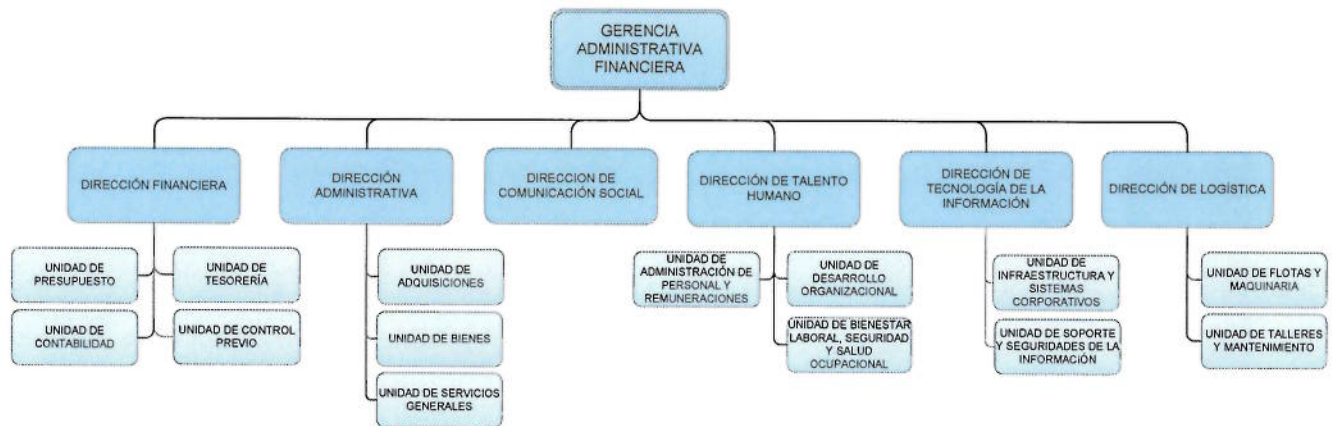 GERENCIA
ADMINISTRATIVA
FINANCIERA
DIRECCIÓN FINANCIERA
DIRECCIÓN
ADMINISTRATIVA
DIRECCION DE
COMUNICACIÓN SOCIAL
DIRECCIÓN DE TALENTO
HUMANO
DIRECCIÓN DE
TECNOLOGÍA DE LA
INFORMACIÓN
DIRECCIÓN DE LOGÍSTICA
UNIDAD DE
PRESUPUESTO
UNIDAD DE
TESORERÍA
UNIDAD DE
CONTABILIDAD
UNIDAD DE CONTROL
PREVIO
UNIDAD DE
ADQUISICIONES
UNIDAD DE BIENES
UNIDAD DE SERVICIOS
GENERALES
UNIDAD DE
ADMINISTRACIÓN DE
PERSONAL Y
REMUNERACIONES
UNIDAD DE
DESARROLLO
ORGANIZACIONAL
UNIDAD DE BIENESTAR
LABORAL, SEGURIDAD
Y SALUD
OCUPACIONAL
UNIDAD DE
INFRAESTRUCTURA Y
SISTEMAS
CORPORATIVOS
UNIDAD DE SOPORTE
Y SEGURIDADES DE LA
INFORMACIÓN
UNIDAD DE FLOTAS Y
MAQUINARIA
UNIDAD DE TALLERES
Y MANTENIMIENTO